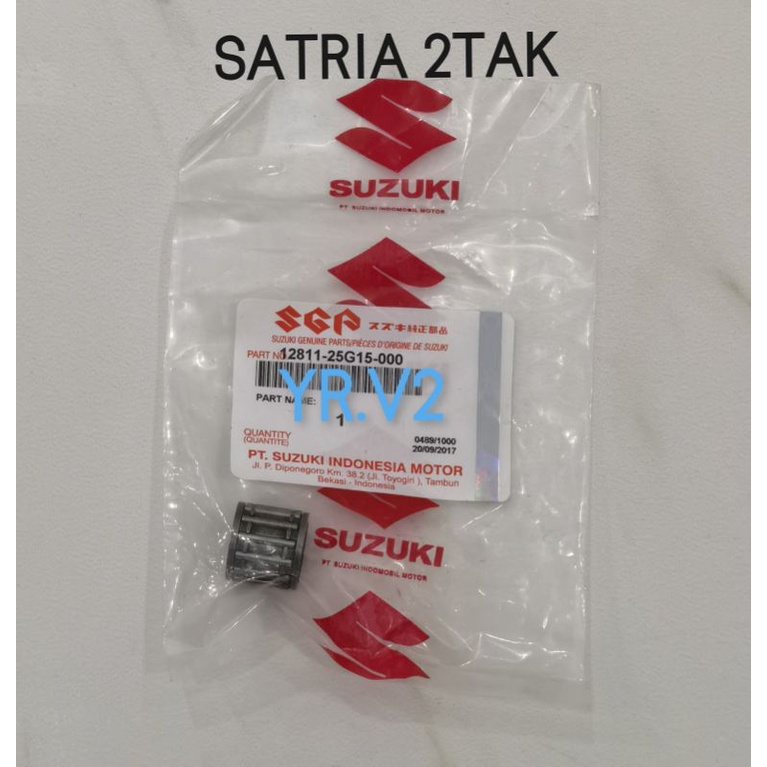 SATRIA 2TAK
SUZUKI
PT SUZUKI INDOMOBIL MOTOR
SGP スズキ純正部品
SUZUKI GENUINE PARTS/PIÈCES D'ORIGINE DE SUZUKI
PART NO. 12811-25G15-000
YR.V2
PART NAME:
1
QUANTITY
(QUANTITE)
0489/1000
20/09/2017
PT. SUZUKI INDONESIA MOTOR
Jl. P. Diponegoro Km. 38.2 (Jl. Toyogiri ), Tambun
Bekasi - Indonesia
SUZUKI
PT SUZUKI INDOMOBIL MOTOR